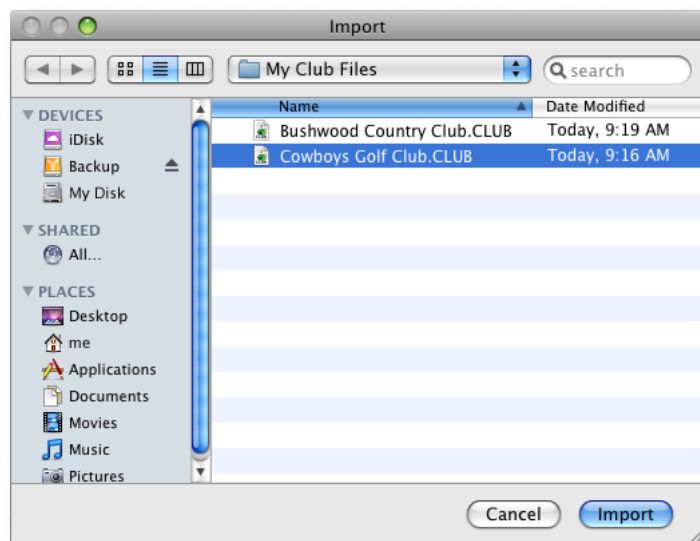 Import
My Club Files
search
DEVICES
iDisk
Backup
My Disk
SHARED
All...
PLACES
Desktop
me
Applications
Documents
Movies
Music
Pictures
Name Date Modified
Bushwood Country Club.CLUB Today, 9:19 AM
Cowboys Golf Club.CLUB Today, 9:16 AM
Cancel Import